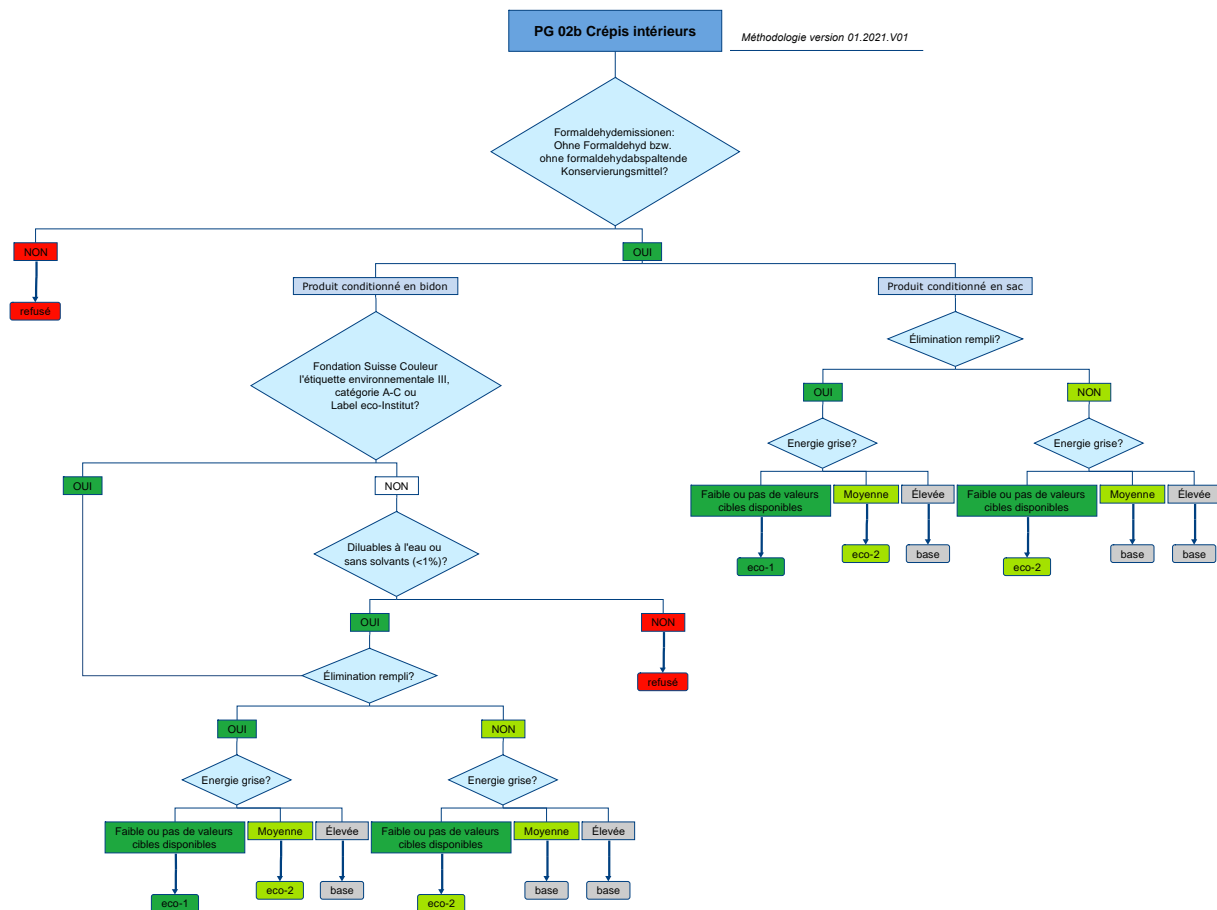 PG 02b Crépis intérieurs
Méthodologie version 01.2021.V01
Formaldehydemissionen:
Ohne Formaldehyd bzw.
ohne formaldehydabspaltende
Konservierungsmittel?
NON
OUI
refusé
Produit conditionné en bidon
Produit conditionné en sac
Fondation Suisse Couleur
l'étiquette environnementale III,
catégorie A-C ou
Label eco-Institut?
Élimination rempli?
OUI
NON
Energie grise?
Energie grise?
OUI
NON
Faible ou pas de valeurs
cibles disponibles
Moyenne
Élevée
Faible ou pas de valeurs
cibles disponibles
Moyenne
Élevée
eco-1
eco-2
base
eco-2
base
base
Diluables à l'eau ou
sans solvants (<1%)?
OUI
NON
refusé
Élimination rempli?
OUI
NON
Energie grise?
Energie grise?
Faible ou pas de valeurs
cibles disponibles
Moyenne
Élevée
Faible ou pas de valeurs
cibles disponibles
Moyenne
Élevée
eco-1
eco-2
base
eco-2
base
base